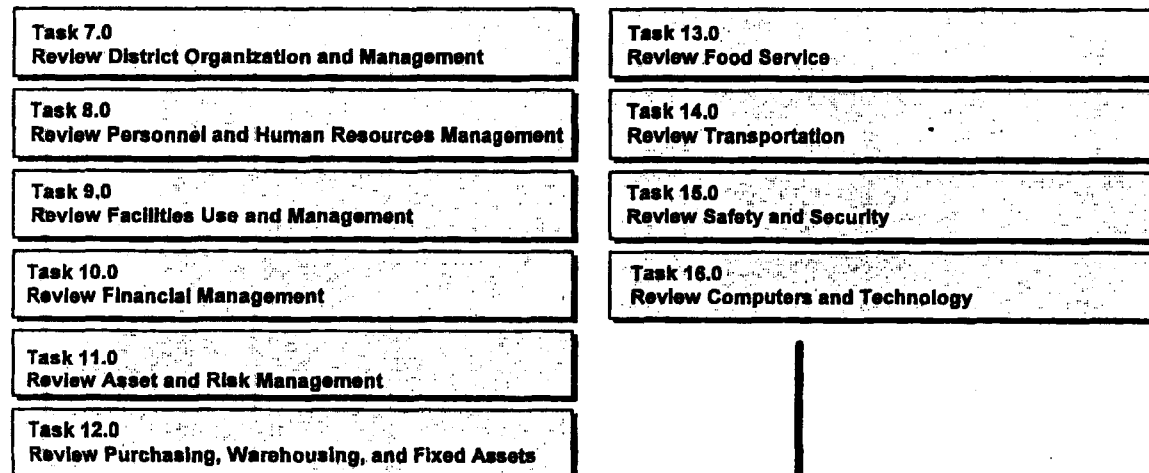 Task 7.0
Review District Organization and Management
Task 8.0
Review Personnel and Human Resources Management
Task 9.0
Review Facilities Use and Management
Task 10.0
Review Financial Management
Task 11.0
Review Asset and Risk Management
Task 12.0
Review Purchasing, Warehousing, and Fixed Assets
Task 13.0
Review Food Service
Task 14.0
Review Transportation
Task 15.0
Review Safety and Security
Task 16.0
Review Computers and Technology